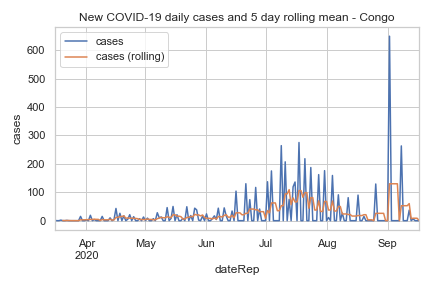 New COVID-19 daily cases and 5 day rolling mean - Congo
cases
cases (rolling)
600
500
400
300
200
100
0
cases
Apr
2020
May
Jun
Jul
Aug
Sep
dateRep